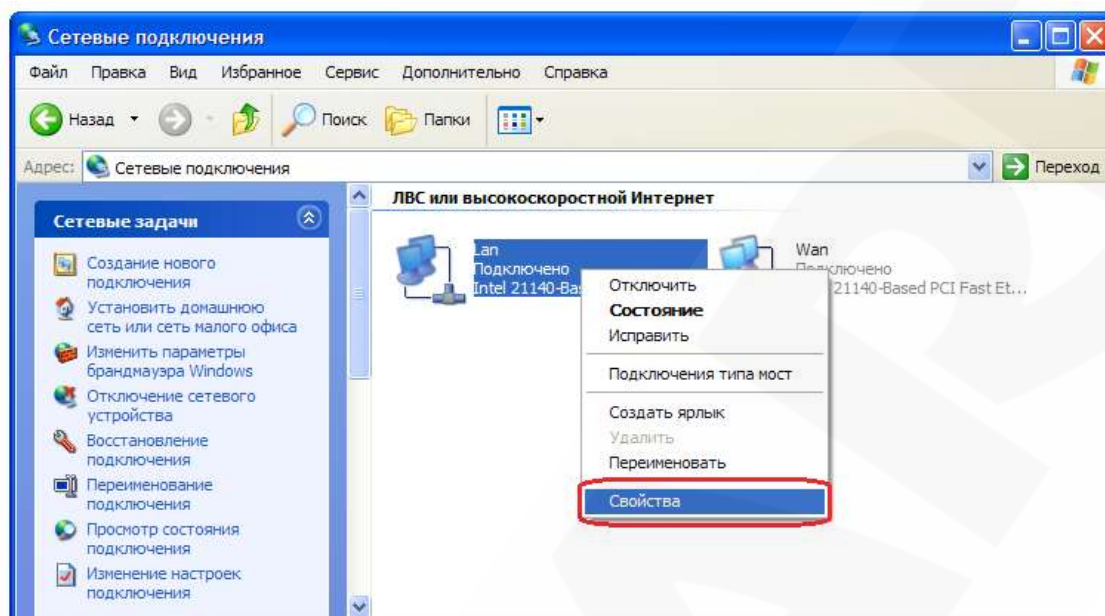 Сетевые подключения
Файл Правка Вид Избранное Сервис Дополнительно Справка
Назад Поиск Папки
Адрес: Сетевые подключения Переход
Сетевые задачи
Создание нового
подключения
Установить домашнюю
сеть или сеть малого офиса
Изменить параметры
брандмауэра Windows
Отключение сетевого
устройства
Восстановление
подключения
Переименование
подключения
Просмотр состояния
подключения
Изменение настроек
подключения
ЛВС или высокоскоростной Интернет
Lan
Подключено
Intel 21140-Bas
Wan
Подключено
21140-Based PCI Fast Et...
Отключить
Состояние
Исправить
Подключения типа мост
Создать ярлык
Удалить
Переименовать
Свойства